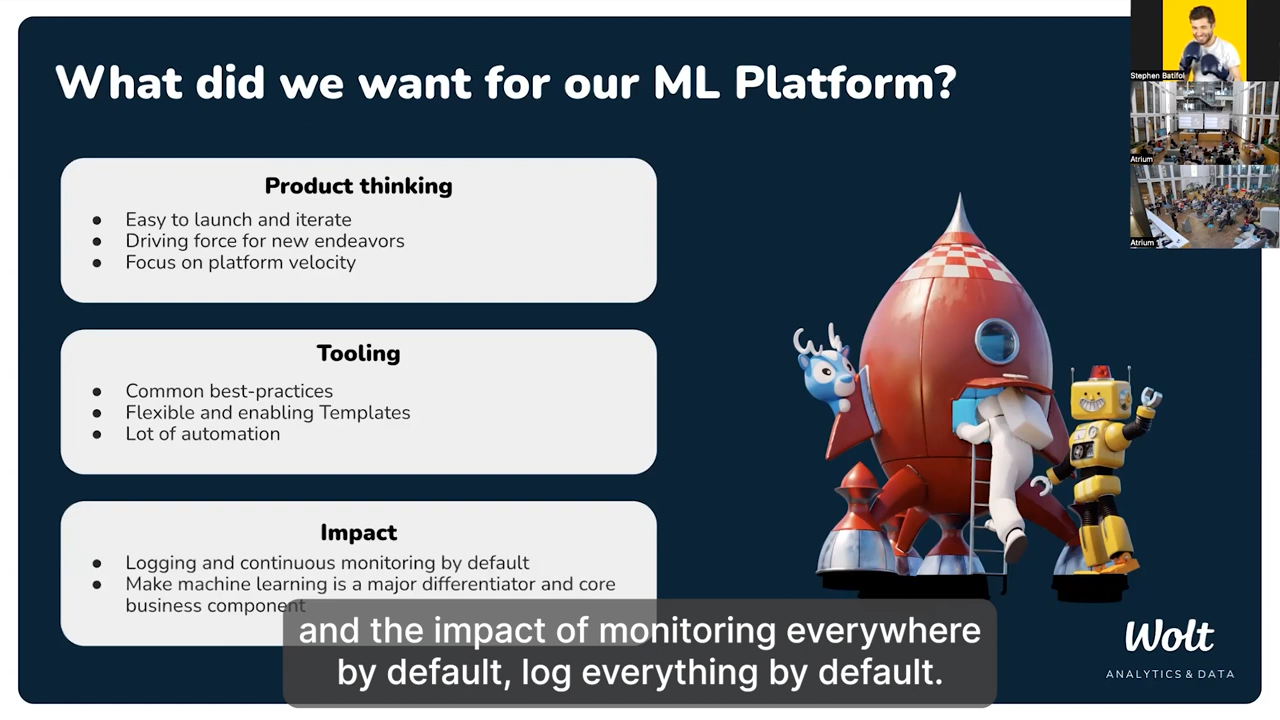 What did we want for our ML Platform?
Product thinking
● Easy to launch and iterate
● Driving force for new endeavors
● Focus on platform velocity
Tooling
● Common best-practices
● Flexible and enabling Templates
● Lot of automation
Impact
● Logging and continuous monitoring by default
● Make machine learning is a major differentiator and core
business component
and the impact of monitoring everywhere
by default, log everything by default.
Wolt
ANALYTICS & DATA
Stephen Batifol
Atrium
Atrium 1